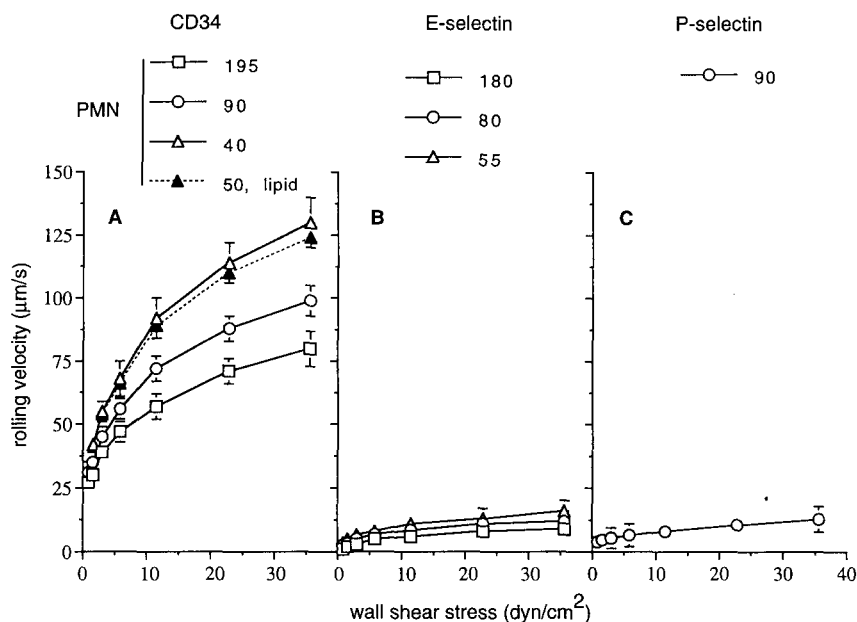 CD34
E-selectin
P-selectin
PMN
195
90
40
50, lipid
180
80
55
90
A
B
C
rolling velocity (μm/s)
150
125
100
75
50
25
0
0 10 20 30
0 10 20 30
0 10 20 30 40
wall shear stress (dyn/cm²)